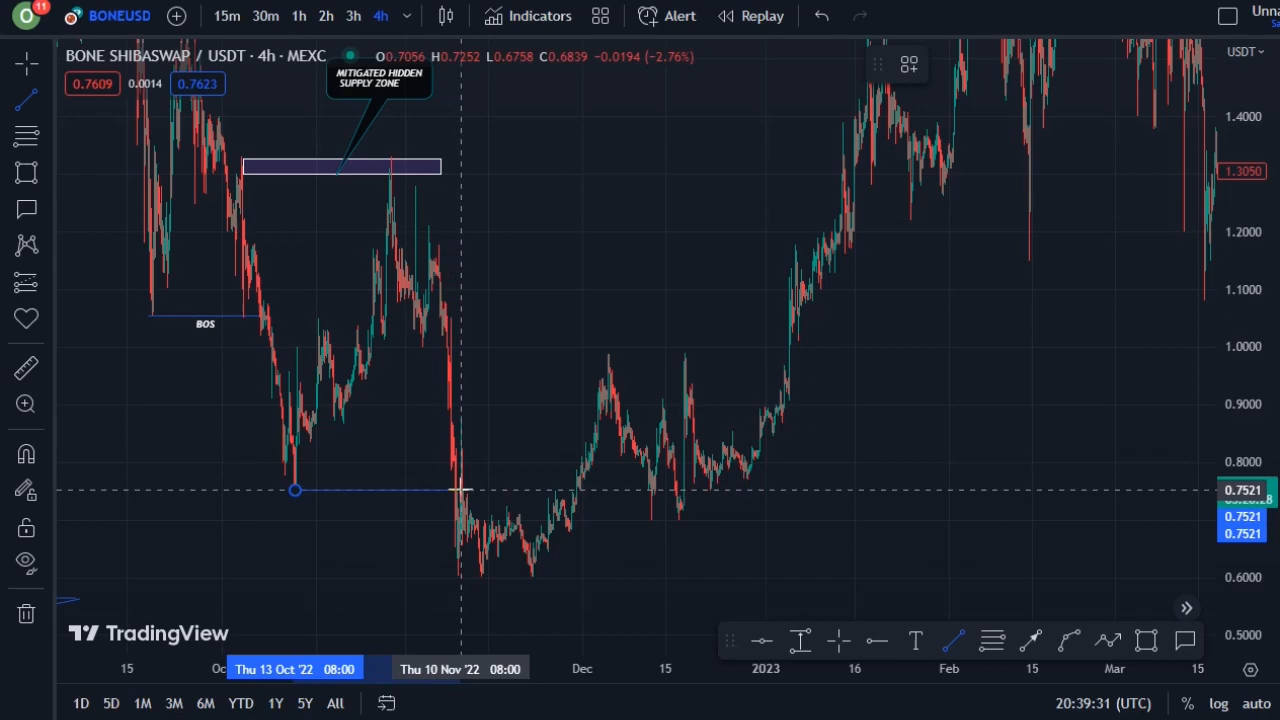 O 11 BONEUSD 15m 30m 1h 2h 3h 4h Indicators Alert Replay Unna
BONE SHIBASWAP / USDT · 4h · MEXC O0.7056 H0.7252 L0.6758 C0.6839 −0.0194 (−2.76%) USDT
0.7609 0.0014 0.7623
MITIGATED HIDDEN
SUPPLY ZONE
1.4000
1.3050
1.2000
1.1000
BOS
1.0000
0.9000
0.8000
0.7521
0.7521
0.7521
0.6000
TradingView
0.5000
15 Oc Thu 13 Oct '22 08:00 Thu 10 Nov '22 08:00 Dec 15 2023 16 Feb 15 Mar 15
1D 5D 1M 3M 6M YTD 1Y 5Y All 20:39:31 (UTC) % log auto